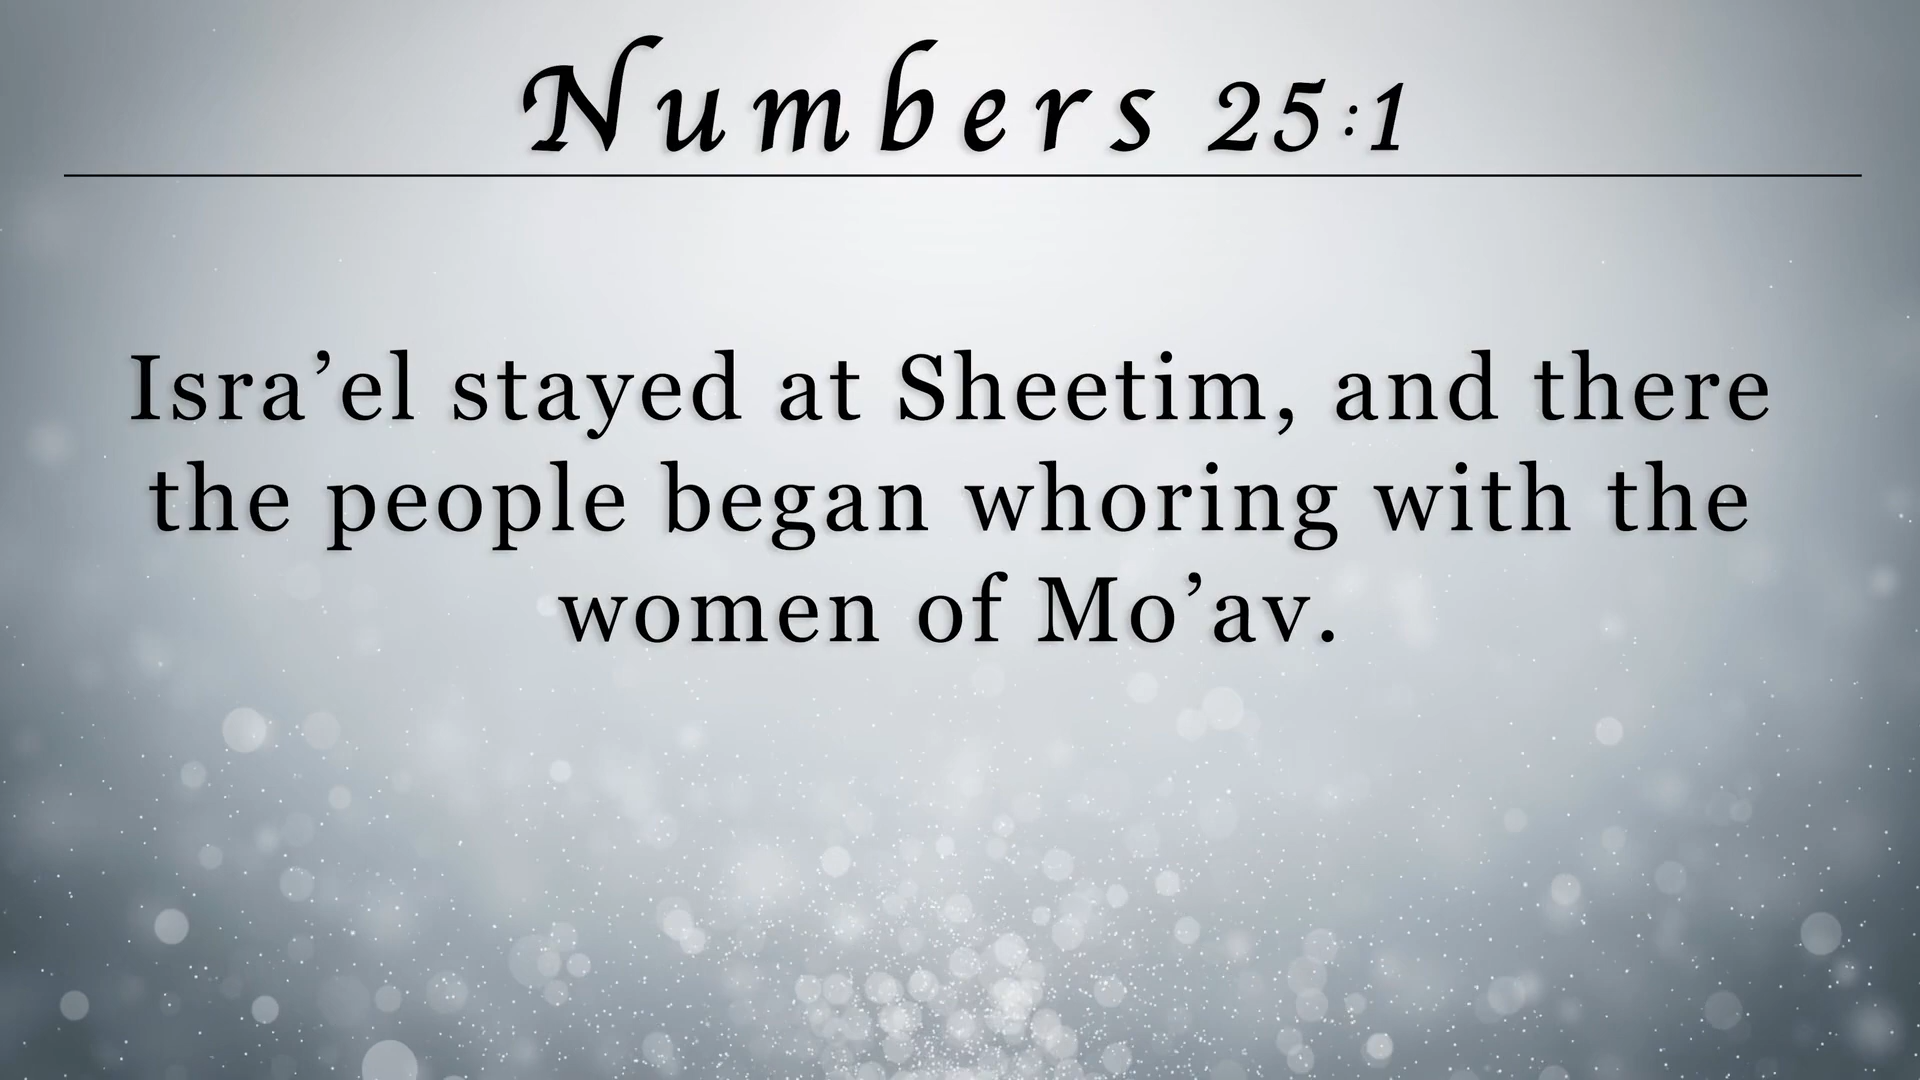 Numbers 25:1
Isra’el stayed at Sheetim, and there
the people began whoring with the
women of Mo’av.